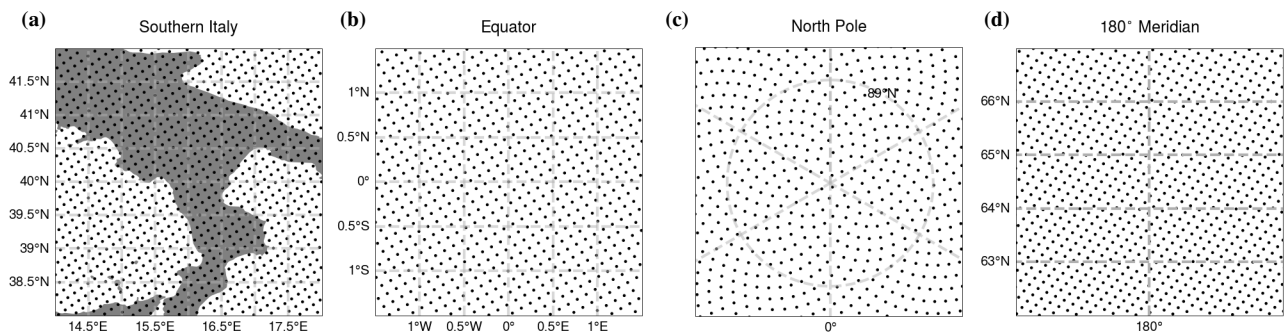 (a) Southern Italy
41.5°N
41°N
40.5°N
40°N
39.5°N
39°N
38.5°N
14.5°E 15.5°E 16.5°E 17.5°E
(b) Equator
1°N
0.5°N
0°
0.5°S
1°S
1°W 0.5°W 0° 0.5°E 1°E
(c) North Pole
89°N
0°
(d) 180° Meridian
66°N
65°N
64°N
63°N
180°